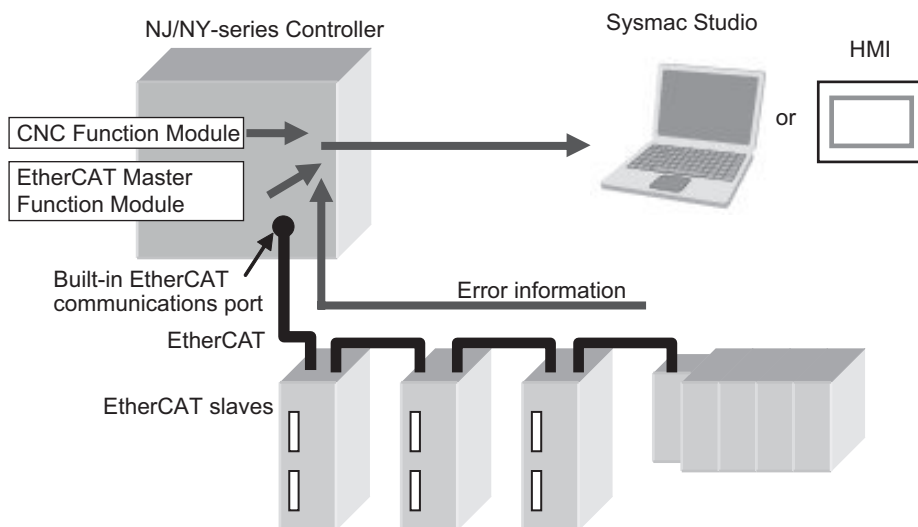 NJ/NY-series Controller
Sysmac Studio
HMI
or
CNC Function Module
EtherCAT Master
Function Module
Built-in EtherCAT
communications port
Error information
EtherCAT
EtherCAT slaves